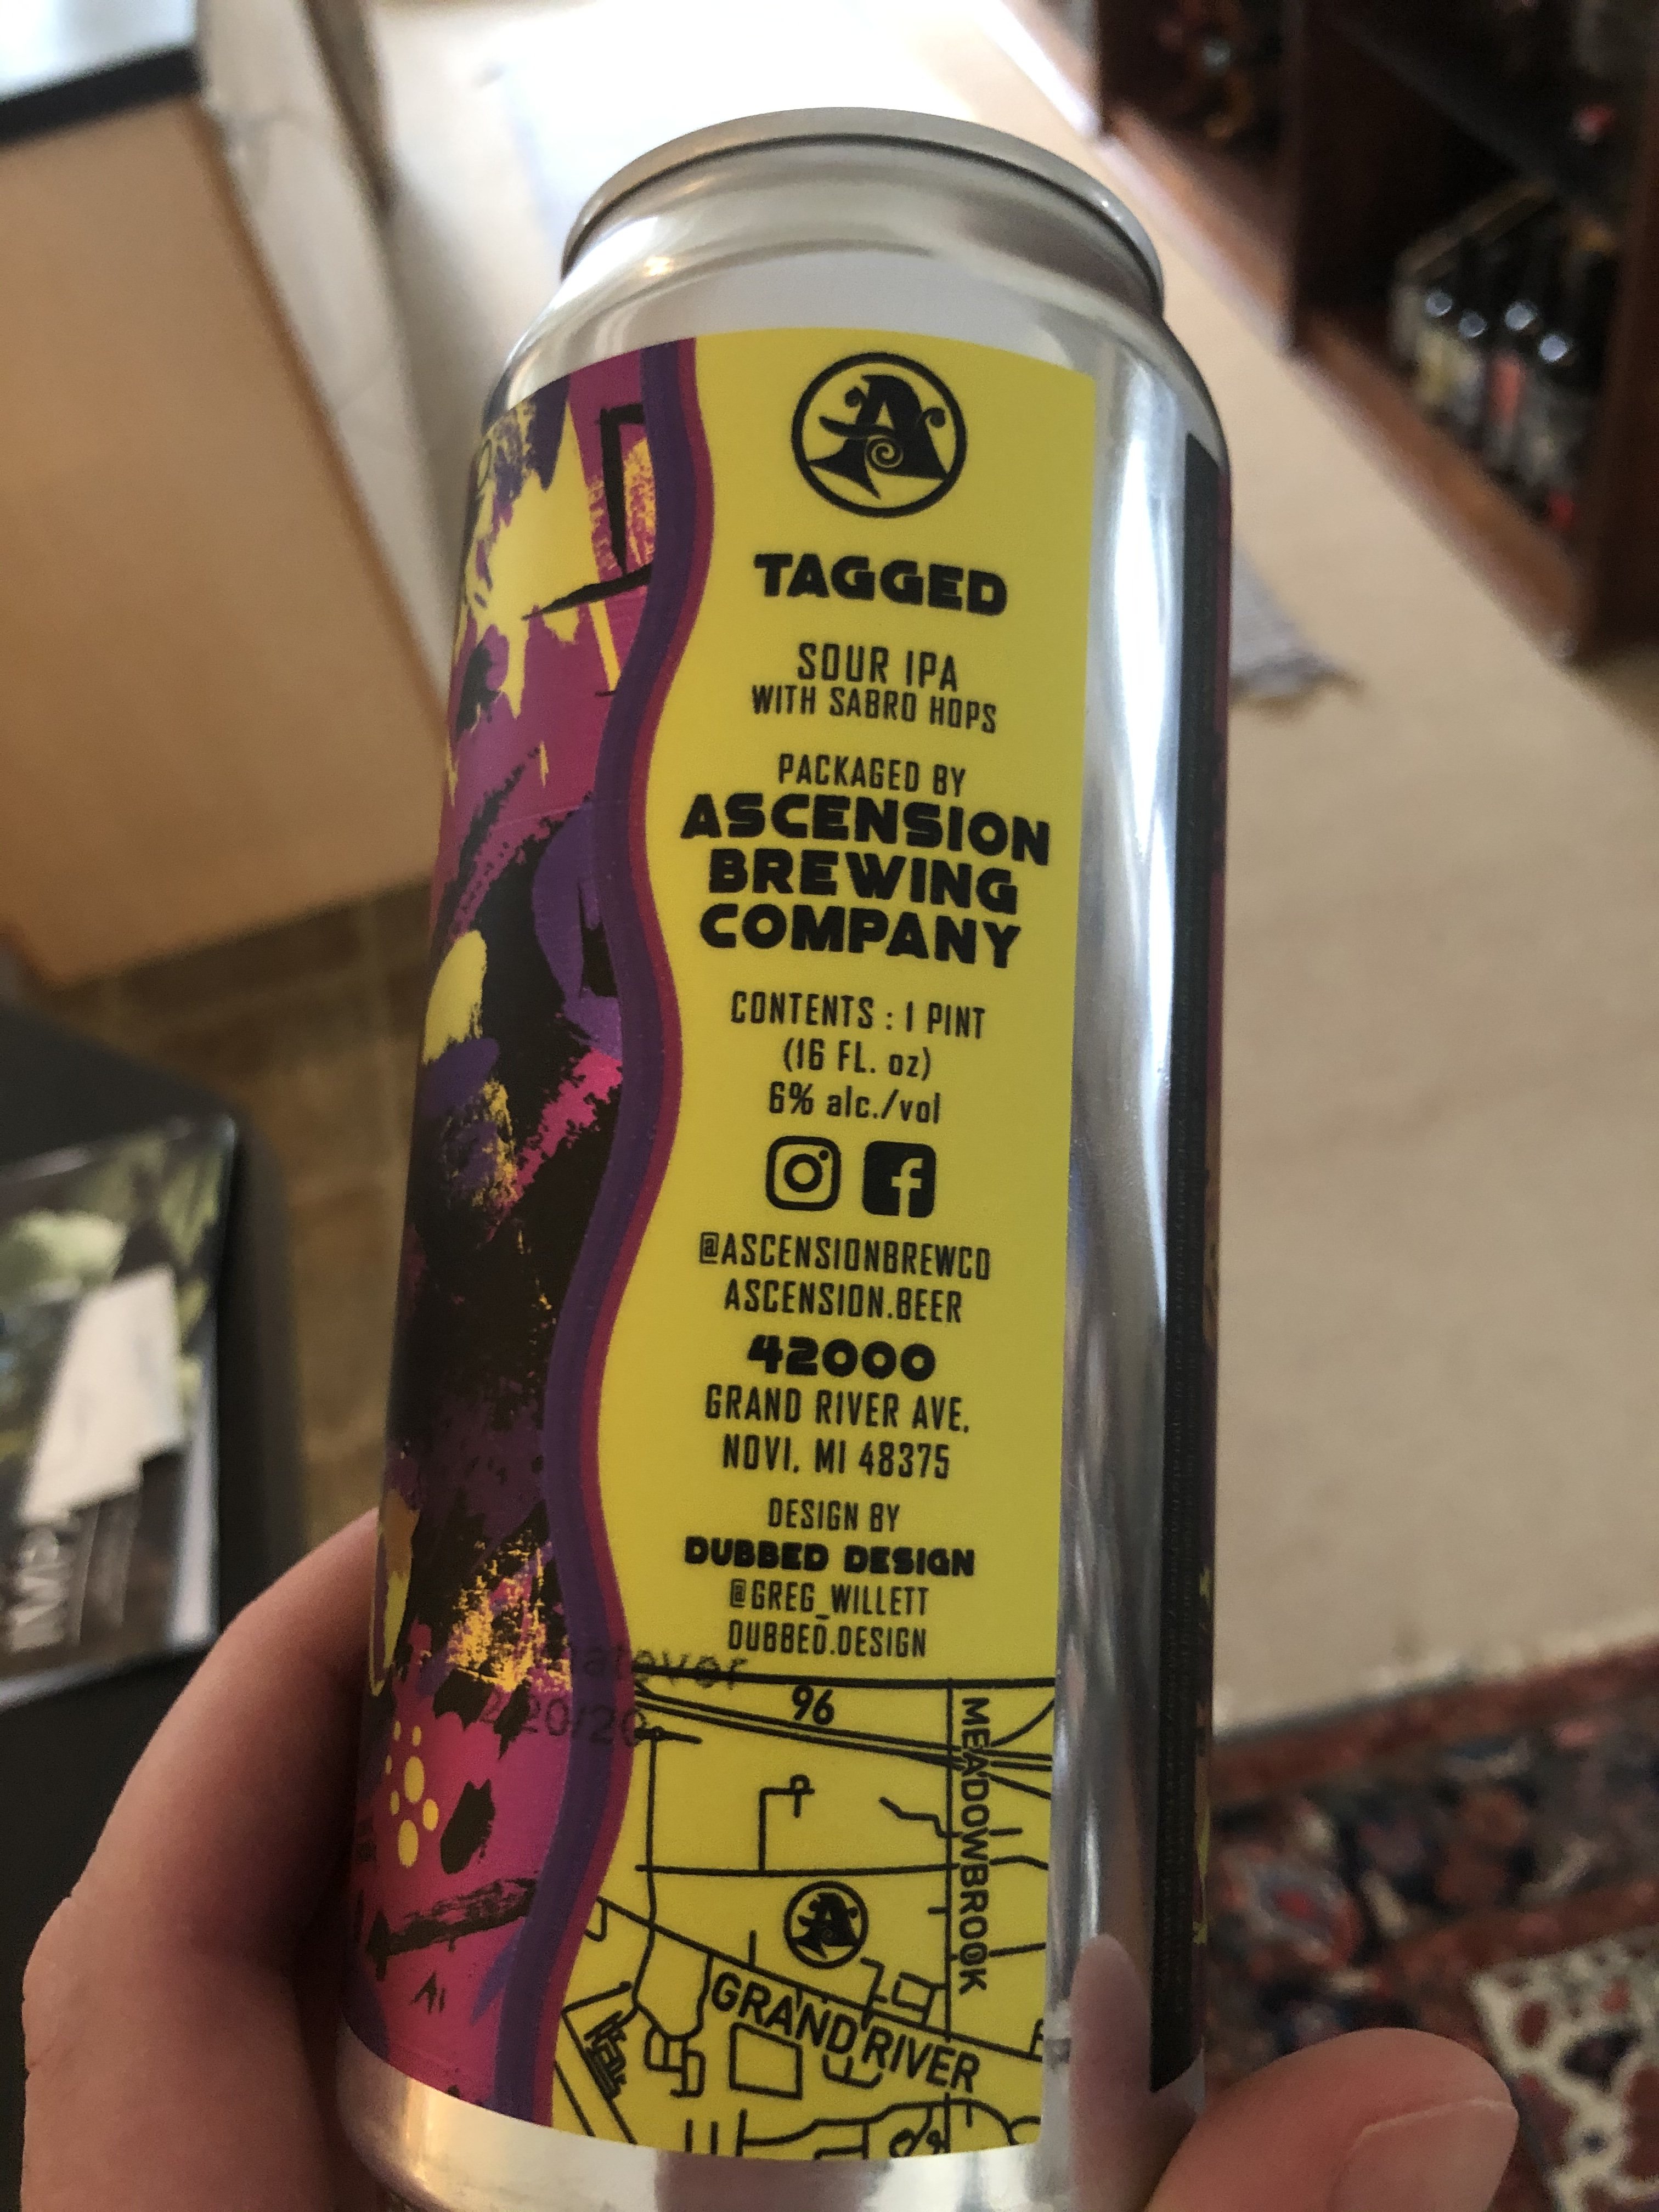 TAGGED
SOUR IPA
WITH SABRO HOPS
PACKAGED BY
ASCENSION
BREWING
COMPANY
CONTENTS : 1 PINT
(16 FL. oz)
6% alc./vol
@ASCENSIONBREWCO
ASCENSION.BEER
42000
GRAND RIVER AVE.
NOVI, MI 48375
DESIGN BY
DUBBED DESIGN
@GREG_WILLETT
DUBBED.DESIGN
96
MEADOWBROOK
GRAND RIVER